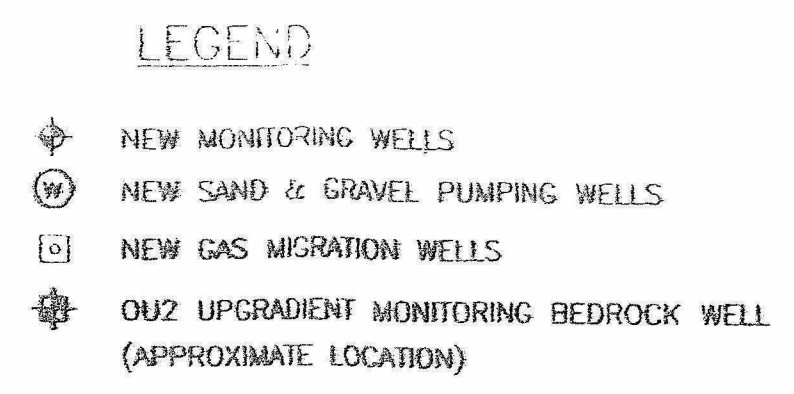 LEGEND
NEW MONITORING WELLS
W NEW SAND & GRAVEL PUMPING WELLS
NEW GAS MIGRATION WELLS
OU2 UPGRADIENT MONITORING BEDROCK WELL
(APPROXIMATE LOCATION)